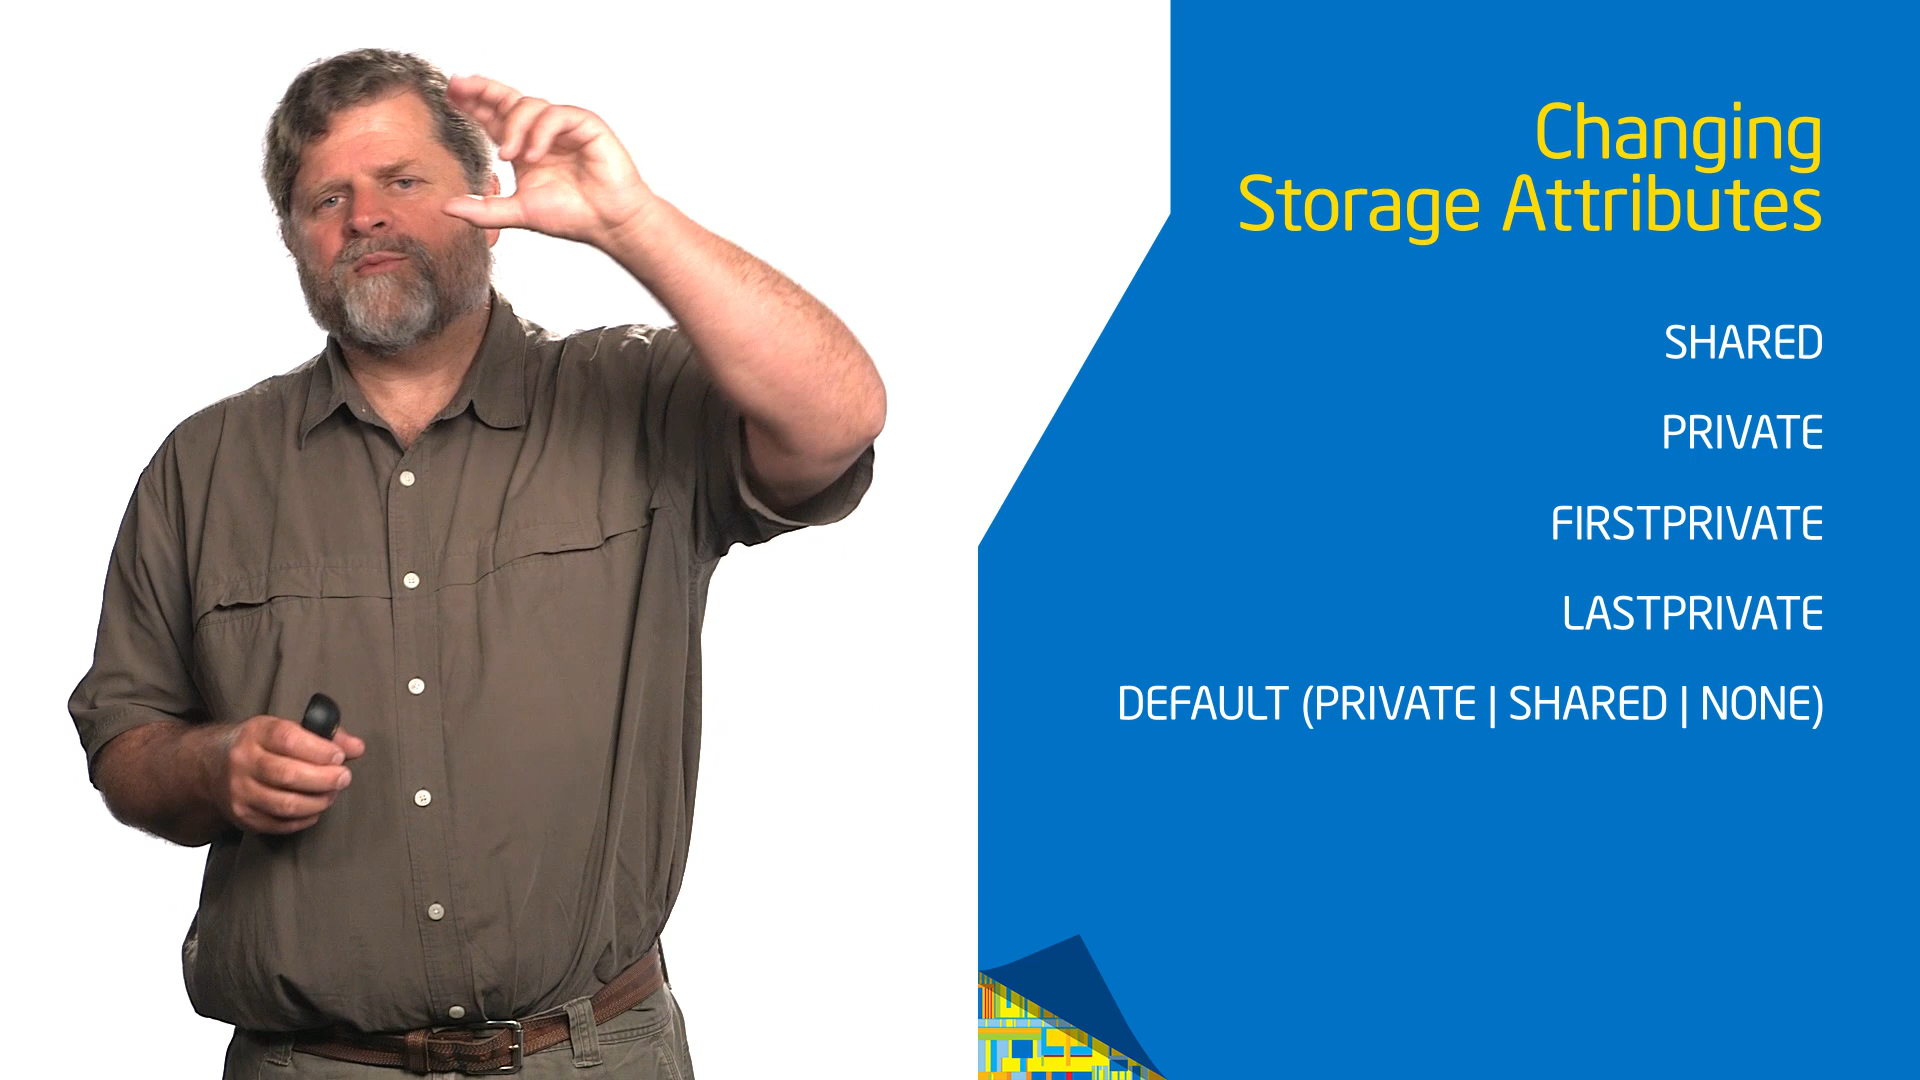 Changing
Storage Attributes
SHARED
PRIVATE
FIRSTPRIVATE
LASTPRIVATE
DEFAULT (PRIVATE | SHARED | NONE)